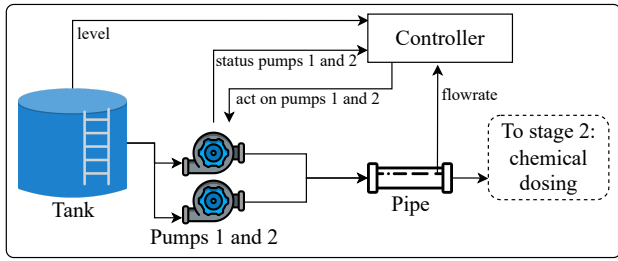 level
Controller
status pumps 1 and 2
act on pumps 1 and 2
flowrate
To stage 2:
chemical
dosing
Tank
Pipe
Pumps 1 and 2